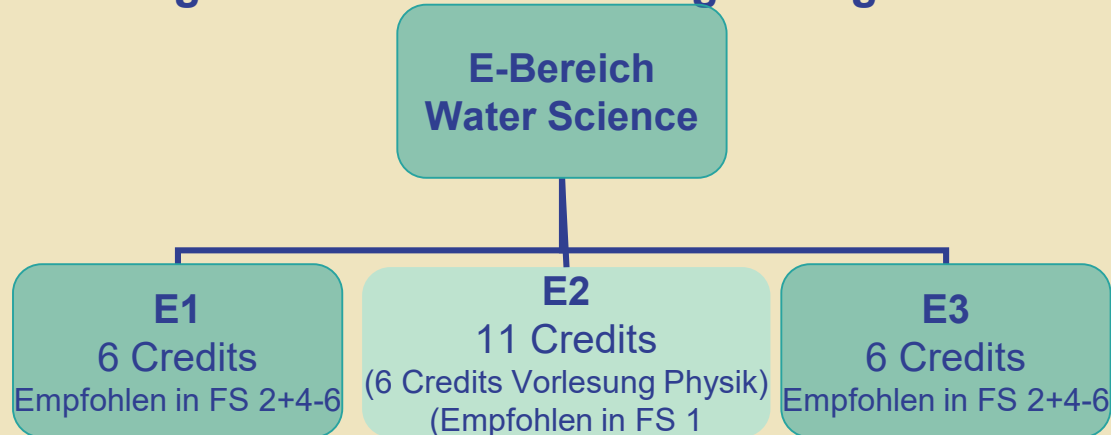 E-Bereich
Water Science
E1
6 Credits
Empfohlen in FS 2+4-6
E2
11 Credits
(6 Credits Vorlesung Physik)
(Empfohlen in FS 1
E3
6 Credits
Empfohlen in FS 2+4-6